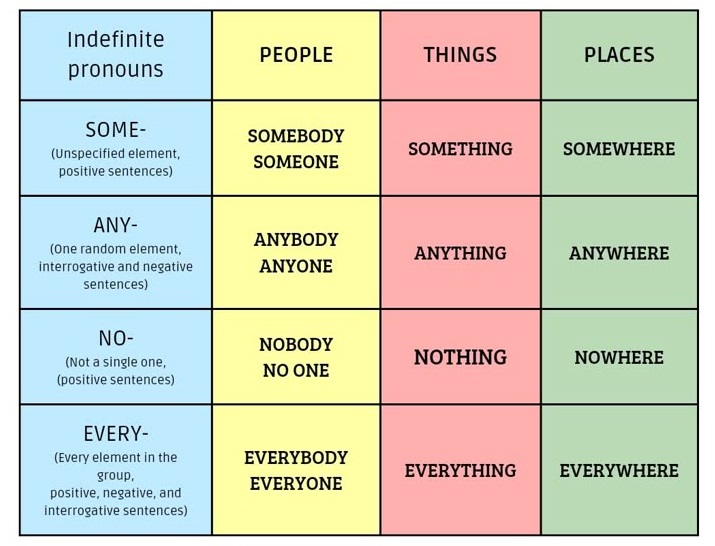 Indefinite
pronouns
PEOPLE
THINGS
PLACES
SOME-
(Unspecified element,
positive sentences)
SOMEBODY
SOMEONE
SOMETHING
SOMEWHERE
ANY-
(One random element,
interrogative and negative
sentences)
ANYBODY
ANYONE
ANYTHING
ANYWHERE
NO-
(Not a single one,
(positive sentences)
NOBODY
NO ONE
NOTHING
NOWHERE
EVERY-
(Every element in the
group,
positive, negative, and
interrogative sentences)
EVERYBODY
EVERYONE
EVERYTHING
EVERYWHERE